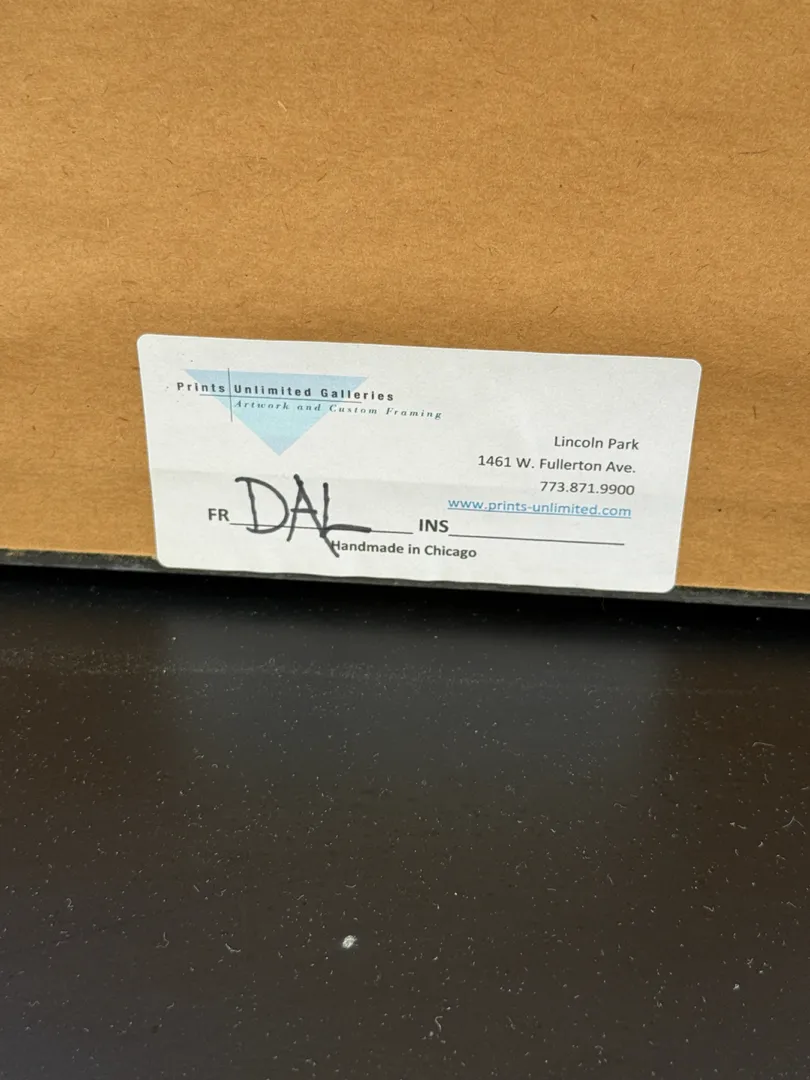 Prints Unlimited Galleries
Artwork and Custom Framing
Lincoln Park
1461 W. Fullerton Ave.
773.871.9900
www.prints-unlimited.com
FR DAL INS
Handmade in Chicago